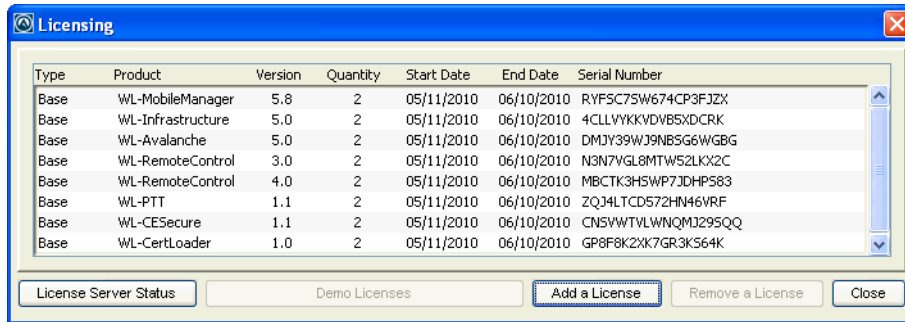 Licensing
Type Product Version Quantity Start Date End Date Serial Number
Base WL-MobileManager 5.8 2 05/11/2010 06/10/2010 RYFSC7SW674CP3FJZX
Base WL-Infrastructure 5.0 2 05/11/2010 06/10/2010 4CLLVYKKVDVB5XDCRK
Base WL-Avalanche 5.0 2 05/11/2010 06/10/2010 DMJY39WJ9NBSG6WGBG
Base WL-RemoteControl 3.0 2 05/11/2010 06/10/2010 N3N7VGL8MTW52LKX2C
Base WL-RemoteControl 4.0 2 05/11/2010 06/10/2010 MBCTK3HSWP7JDHPS83
Base WL-PTT 1.1 2 05/11/2010 06/10/2010 ZQJ4LTCD572HN46VRF
Base WL-CESecure 1.1 2 05/11/2010 06/10/2010 CNSVWTVLWNQMJ295QQ
Base WL-CertLoader 1.0 2 05/11/2010 06/10/2010 GP8F8K2XK7GR3KS64K
License Server Status Demo Licenses Add a License Remove a License Close